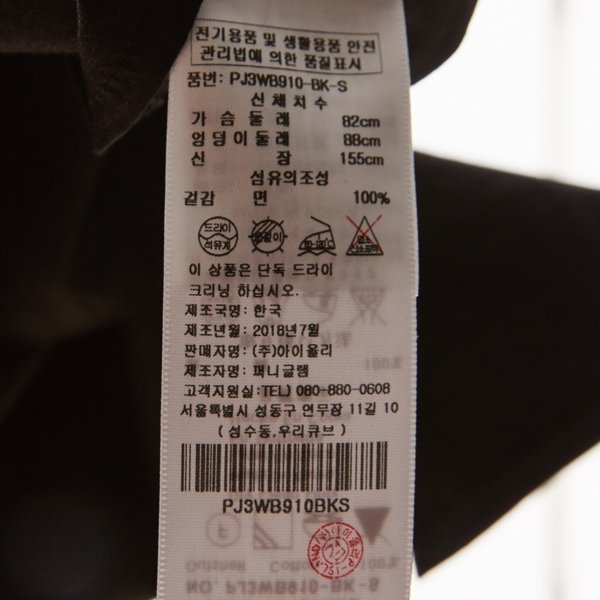 전기용품 및 생활용품 안전
관리법에 의한 품질표시
품번: PJ3WB910-BK-S
신체치수
가슴둘레 82cm
엉덩이둘레 88cm
신장 155cm
섬유의조성
겉감 면 100%
드라이
석유계
이 상품은 단독 드라이
크리닝 하십시오.
제조국명: 한국
제조년월: 2018년7월
판매자명: (주)아이올리
제조자명: 퍼니글램
고객지원실:TEL) 080-880-0608
서울특별시 성동구 연무장 11길 10
(성수동,우리큐브)
PJ3WB910BKS